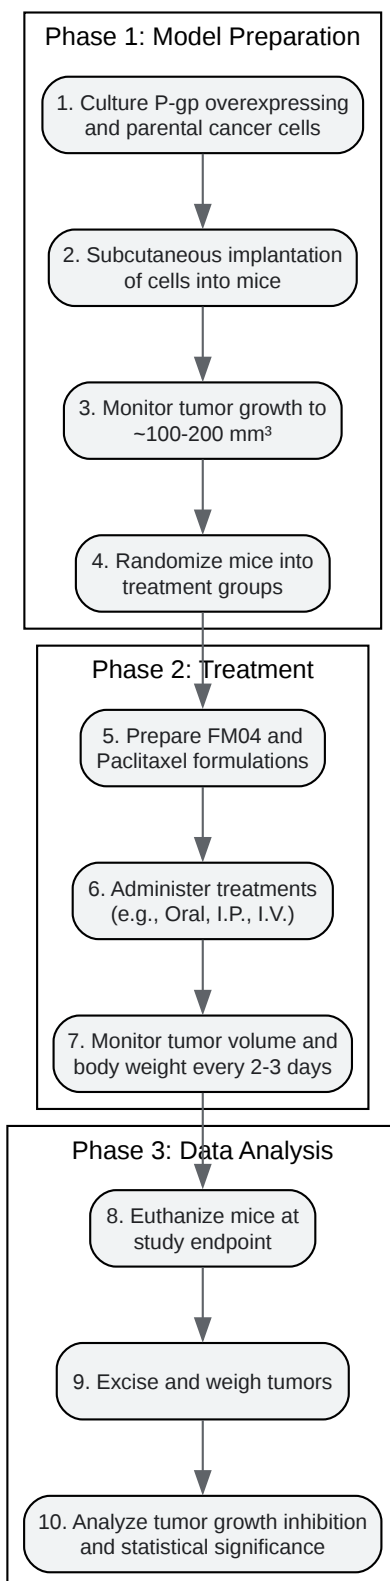 Phase 1: Model Preparation
1. Culture P-gp overexpressing
and parental cancer cells
2. Subcutaneous implantation
of cells into mice
3. Monitor tumor growth to
~100-200 mm³
4. Randomize mice into
treatment groups
Phase 2: Treatment
5. Prepare FM04 and
Paclitaxel formulations
6. Administer treatments
(e.g., Oral, I.P., I.V.)
7. Monitor tumor volume and
body weight every 2-3 days
Phase 3: Data Analysis
8. Euthanize mice at
study endpoint
9. Excise and weigh tumors
10. Analyze tumor growth inhibition
and statistical significance